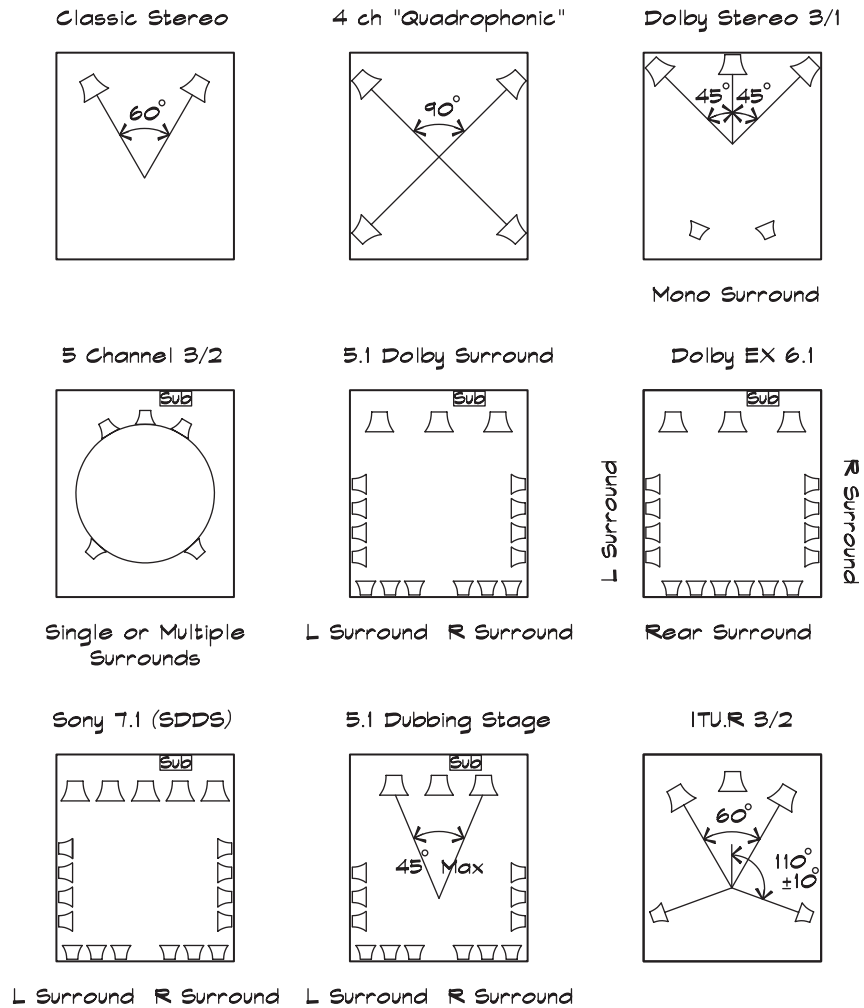 Classic Stereo
4 ch "Quadrophonic"
Dolby Stereo 3/1
60°
90°
45° 45°
Mono Surround
5 Channel 3/2
5.1 Dolby Surround
Dolby EX 6.1
Sub
Sub
Sub
L Surround
R Surround
Single or Multiple
Surrounds
L Surround R Surround
Rear Surround
Sony 7.1 (SDDS)
5.1 Dubbing Stage
ITU.R 3/2
Sub
Sub
45° Max
60°
110°
±10°
L Surround R Surround
L Surround R Surround